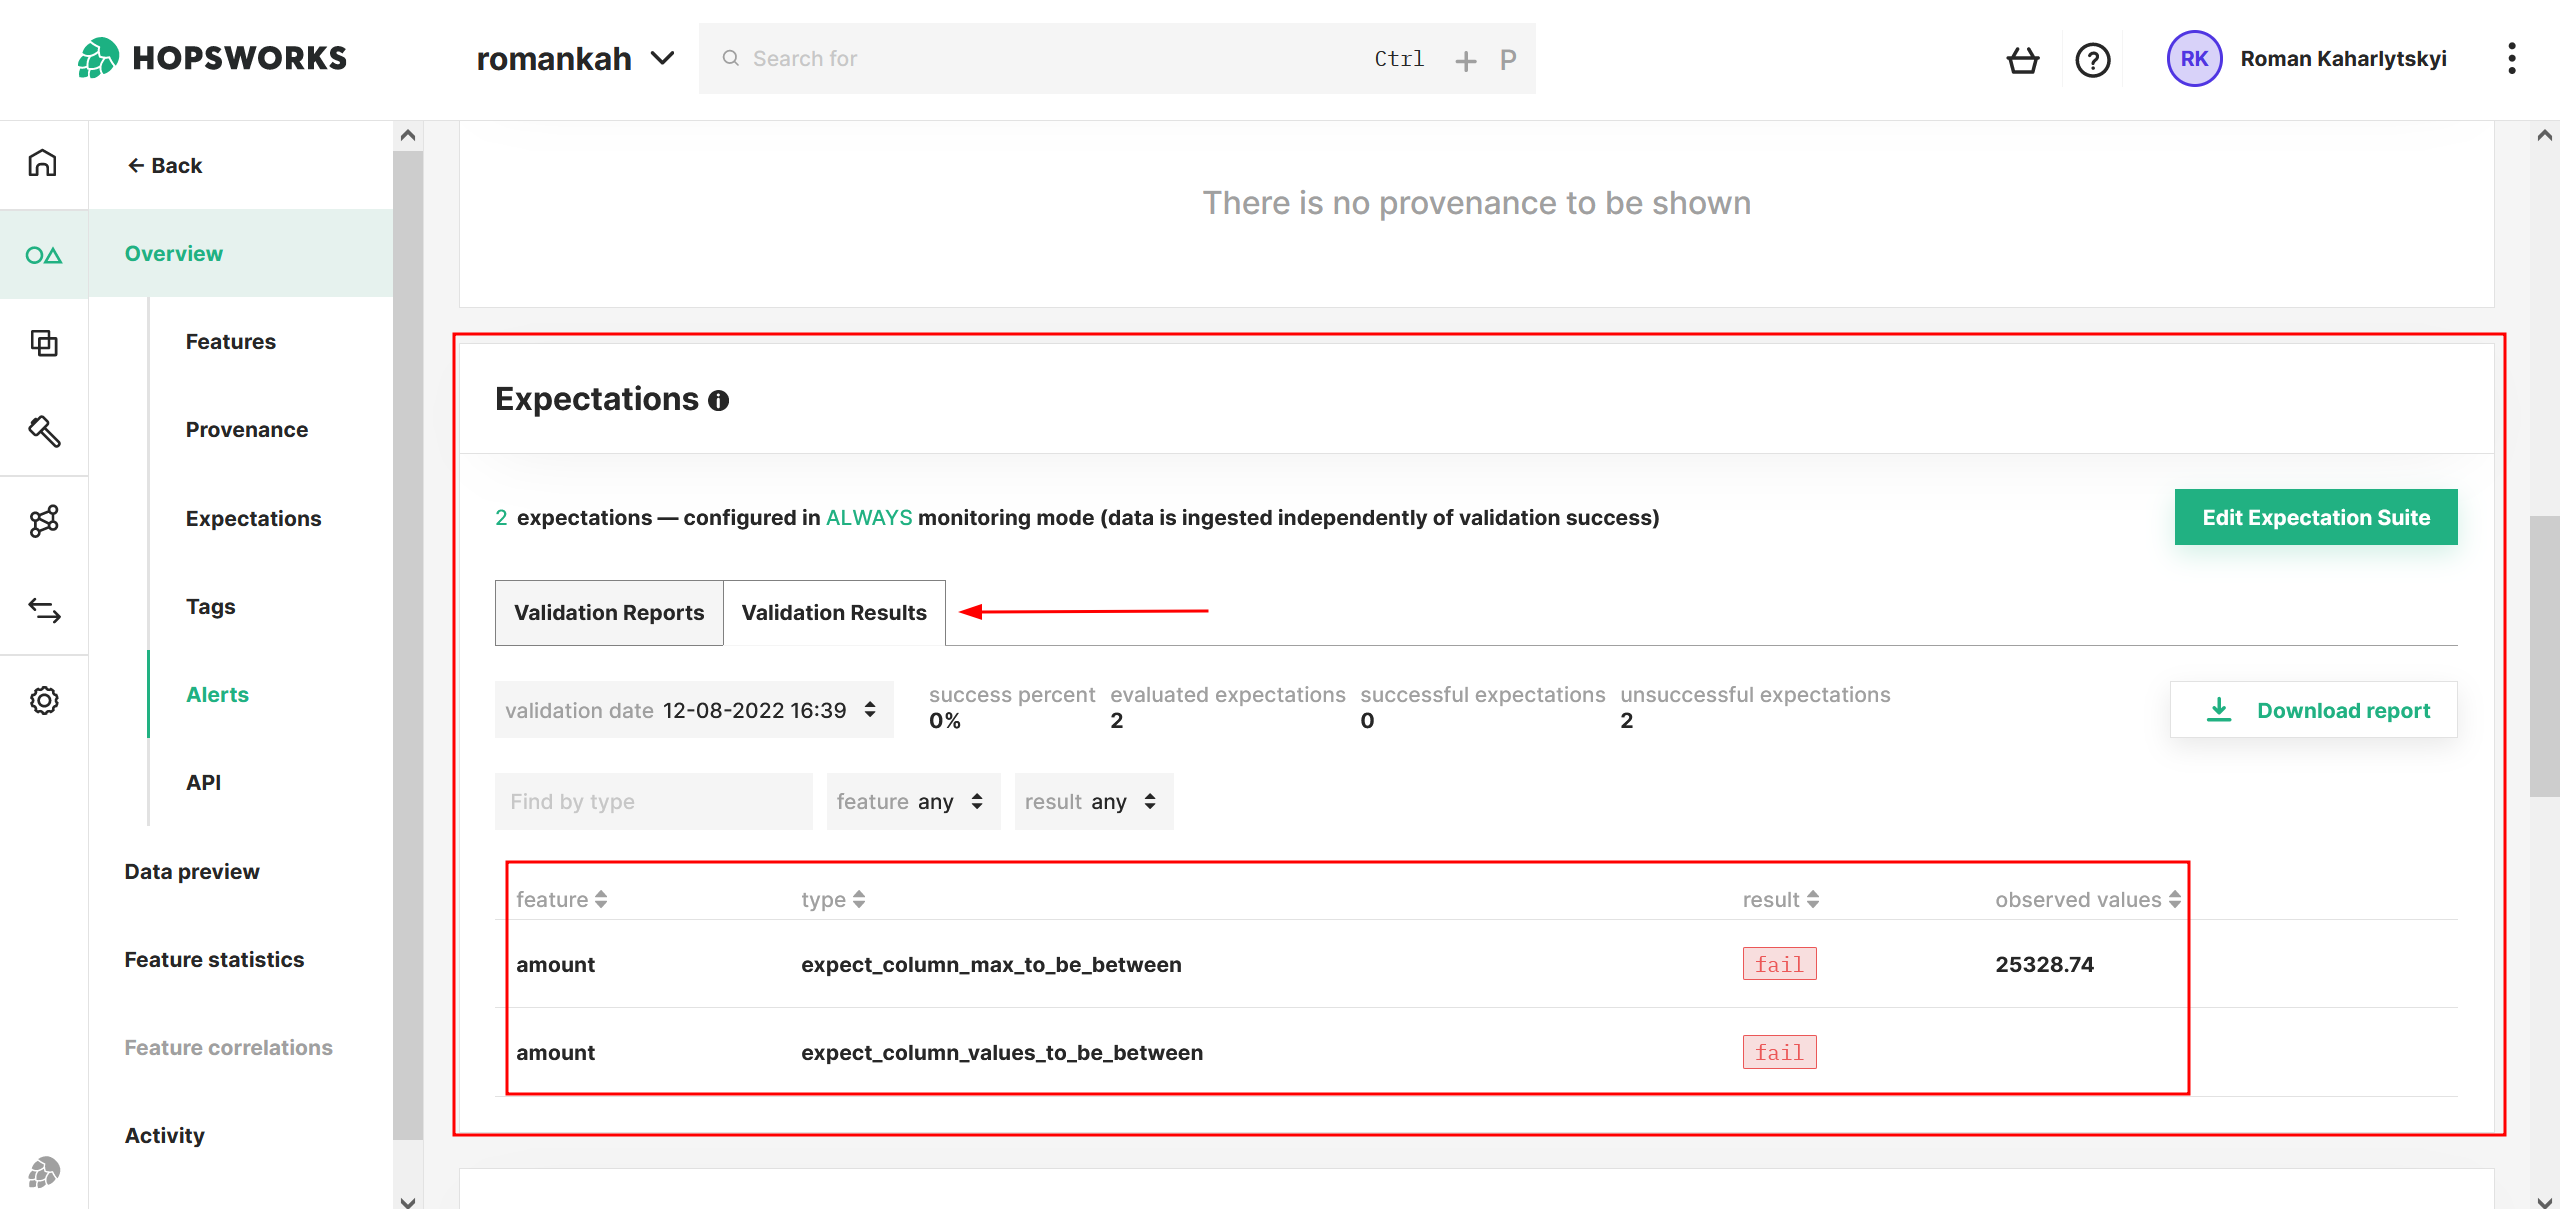 HOPSWORKS
romankah
Search for
Ctrl + P
RK
Roman Kaharlytskyi
← Back
Overview
Features
Provenance
Expectations
Tags
Alerts
API
Data preview
Feature statistics
Feature correlations
Activity
There is no provenance to be shown
Expectations
2 expectations — configured in ALWAYS monitoring mode (data is ingested independently of validation success)
Edit Expectation Suite
Validation Reports
Validation Results
validation date 12-08-2022 16:39
success percent evaluated expectations successful expectations unsuccessful expectations
0% 2 0 2
Download report
Find by type
feature any
result any
feature type result observed values
amount expect_column_max_to_be_between fail 25328.74
amount expect_column_values_to_be_between fail